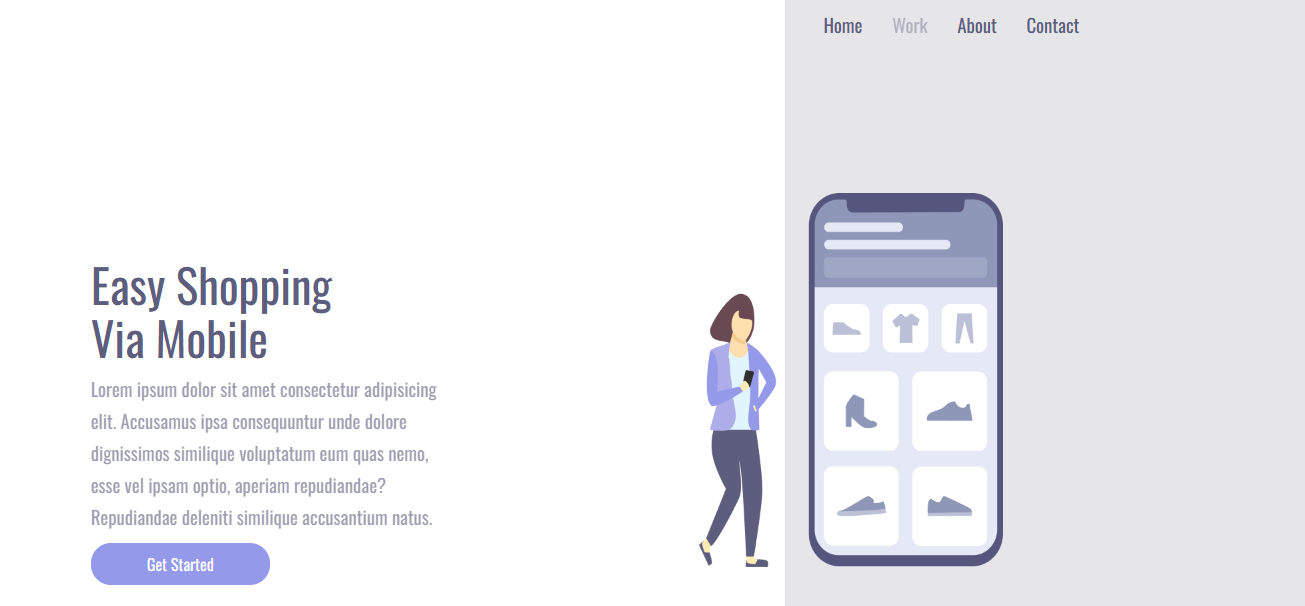 Home Work About Contact
Easy Shopping
Via Mobile
Lorem ipsum dolor sit amet consectetur adipisicing
elit. Accusamus ipsa consequuntur unde dolore
dignissimos similique voluptatum eum quas nemo,
esse vel ipsam optio, aperiam repudiandae?
Repudiandae deleniti similique accusantium natus.
Get Started